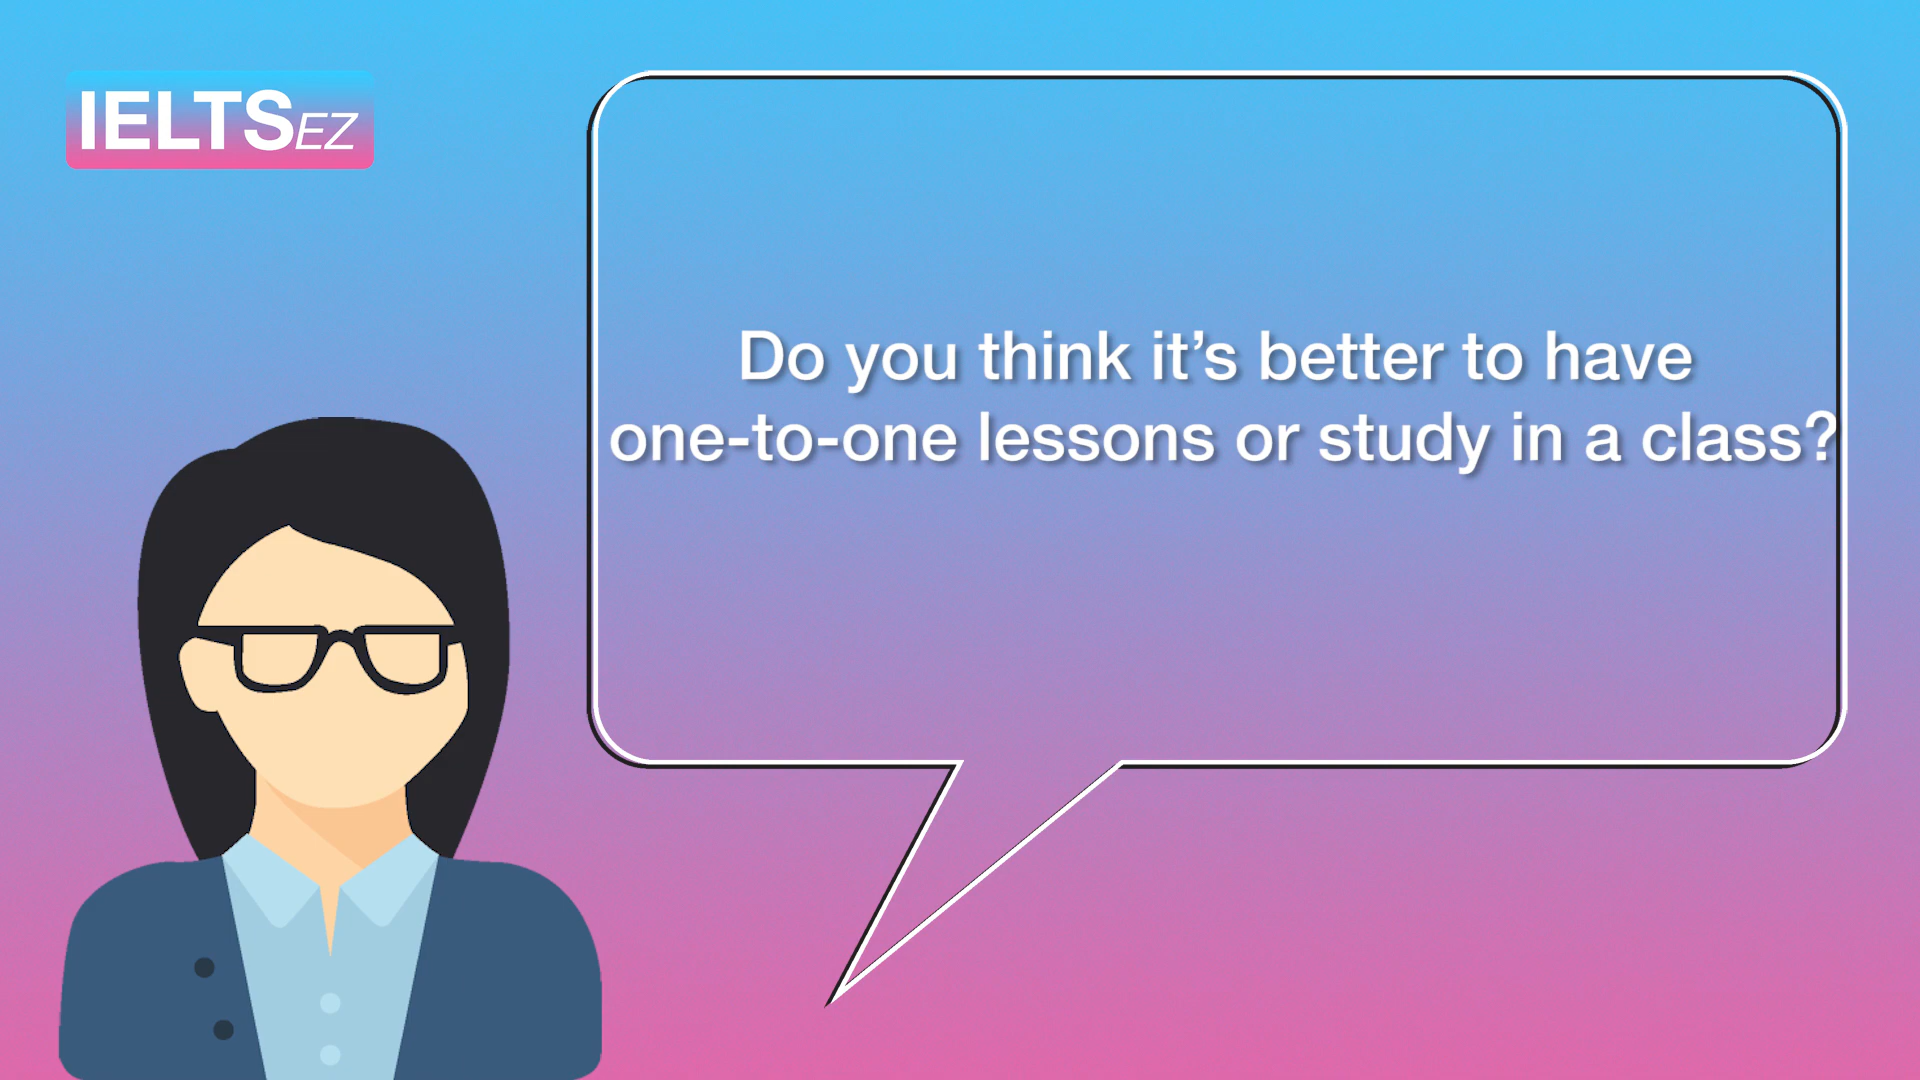 IELTSEZ
Do you think it’s better to have
one-to-one lessons or study in a class?